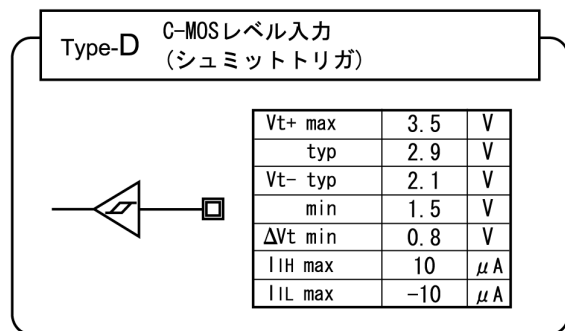 Type-D
C-MOSレベル入力
(シュミットトリガ)
Vt+ max 3.5 V
typ 2.9 V
Vt- typ 2.1 V
min 1.5 V
ΔVt min 0.8 V
IIH max 10 μA
IIL max -10 μA